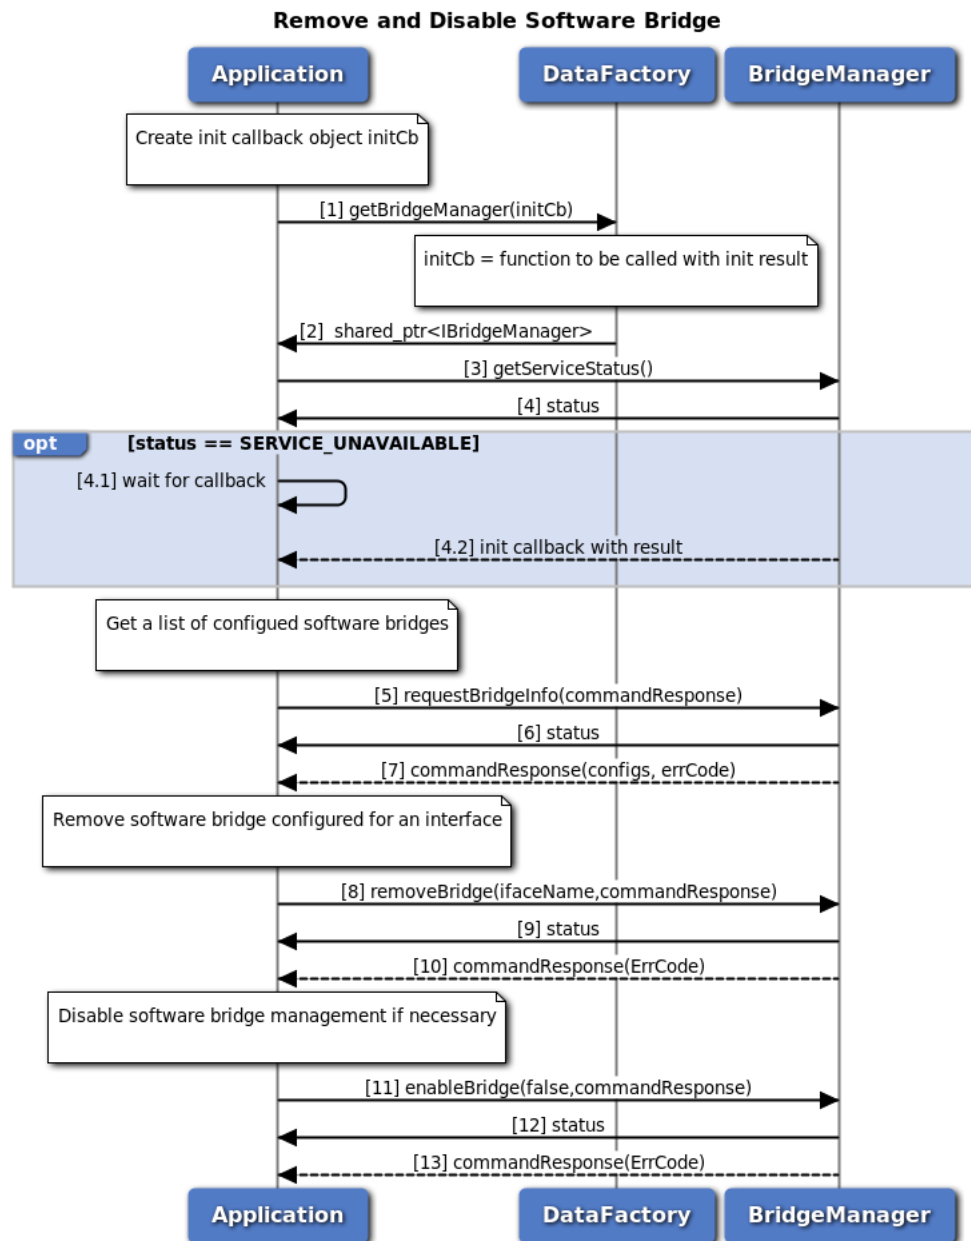 Remove and Disable Software Bridge
Application
DataFactory
BridgeManager
Create init callback object initCb
[1] getBridgeManager(initCb)
initCb = function to be called with init result
[2]  shared_ptr<IBridgeManager>
[3] getServiceStatus()
[4] status
opt
[status == SERVICE_UNAVAILABLE]
[4.1] wait for callback
[4.2] init callback with result
Get a list of configued software bridges
[5] requestBridgeInfo(commandResponse)
[6] status
[7] commandResponse(configs, errCode)
Remove software bridge configured for an interface
[8] removeBridge(ifaceName,commandResponse)
[9] status
[10] commandResponse(ErrCode)
Disable software bridge management if necessary
[11] enableBridge(false,commandResponse)
[12] status
[13] commandResponse(ErrCode)
Application
DataFactory
BridgeManager